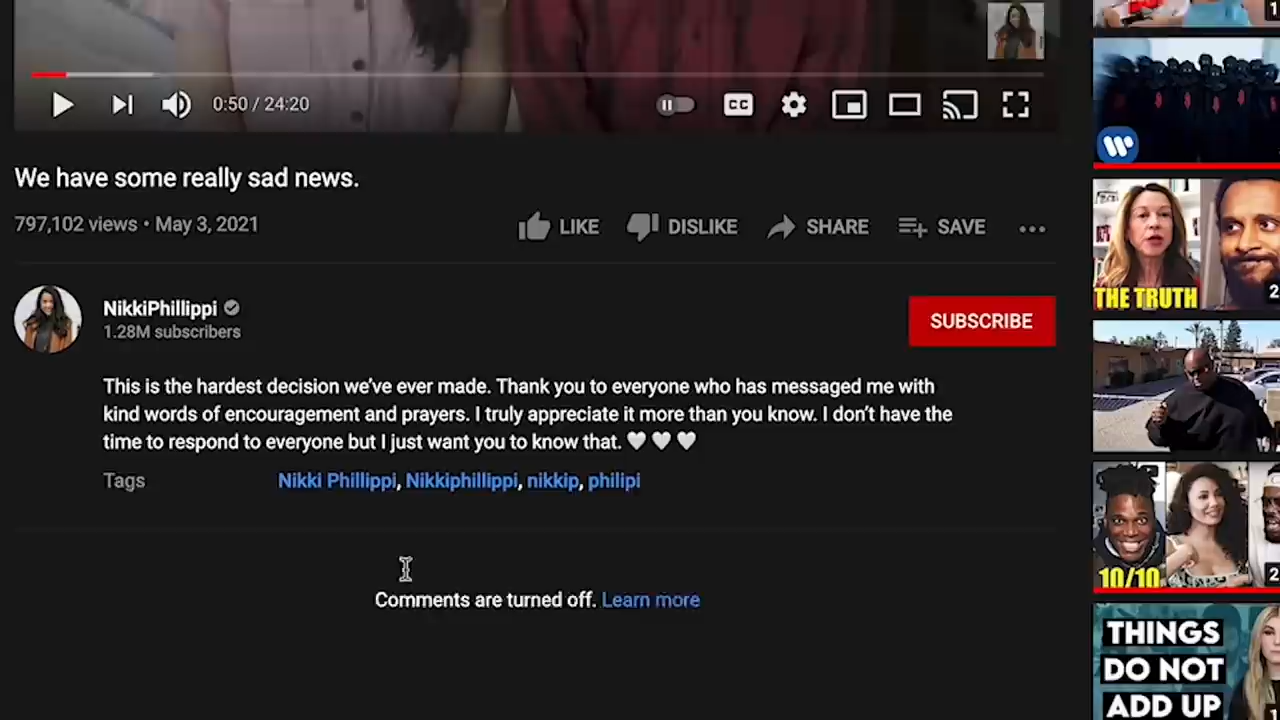 0:50 / 24:20
CC
We have some really sad news.
797,102 views • May 3, 2021
LIKE
DISLIKE
SHARE
SAVE
NikkiPhillippi
1.28M subscribers
SUBSCRIBE
This is the hardest decision we’ve ever made. Thank you to everyone who has messaged me with
kind words of encouragement and prayers. I truly appreciate it more than you know. I don’t have the
time to respond to everyone but I just want you to know that. 🤍🤍🤍
Tags
Nikki Phillippi, Nikkiphillippi, nikkip, philipi
Comments are turned off. Learn more
THE TRUTH
10/10
THINGS
DO NOT
ADD UP